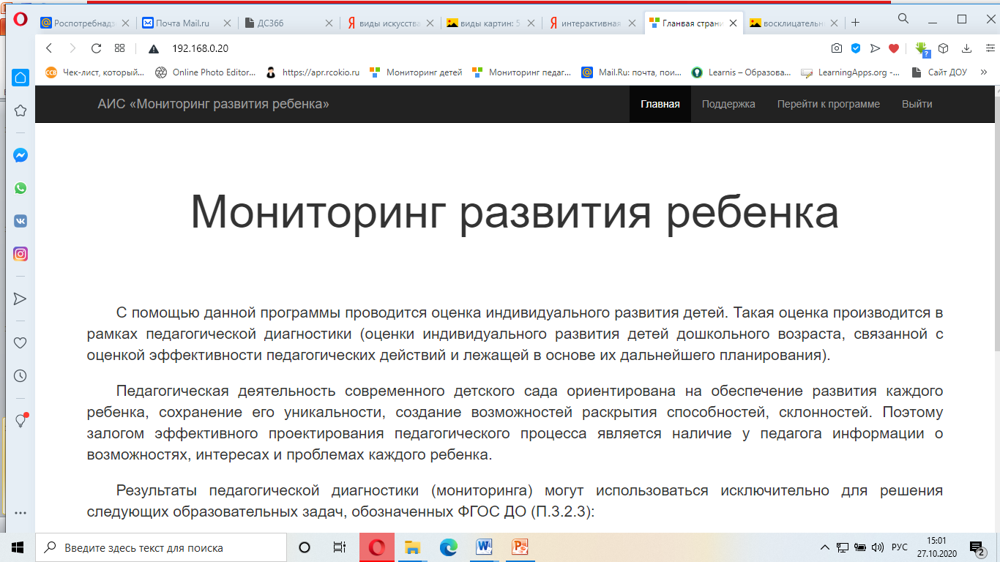 Роспотребнадз
Почта Mail.ru
ДС366
виды искусства
виды картин: 5
интерактивная
Гланвая страни
восклицательн
192.168.0.20
Чек-лист, который...
Online Photo Editor...
https://apr.rcokio.ru
Мониторинг детей
Мониторинг педаг...
Mail.Ru: почта, пои...
Learnis – Образова...
LearningApps.org -...
Сайт ДОУ
»
АИС «Мониторинг развития ребенка»
Главная
Поддержка
Перейти к программе
Выйти
Мониторинг развития ребенка
С помощью данной программы проводится оценка индивидуального развития детей. Такая оценка производится в
рамках педагогической диагностики (оценки индивидуального развития детей дошкольного возраста, связанной с
оценкой эффективности педагогических действий и лежащей в основе их дальнейшего планирования).
Педагогическая деятельность современного детского сада ориентирована на обеспечение развития каждого
ребенка, сохранение его уникальности, создание возможностей раскрытия способностей, склонностей. Поэтому
залогом эффективного проектирования педагогического процесса является наличие у педагога информации о
возможностях, интересах и проблемах каждого ребенка.
Результаты педагогической диагностики (мониторинга) могут использоваться исключительно для решения
следующих образовательных задач, обозначенных ФГОС ДО (П.3.2.3):
Введите здесь текст для поиска
РУС
15:01
27.10.2020
2